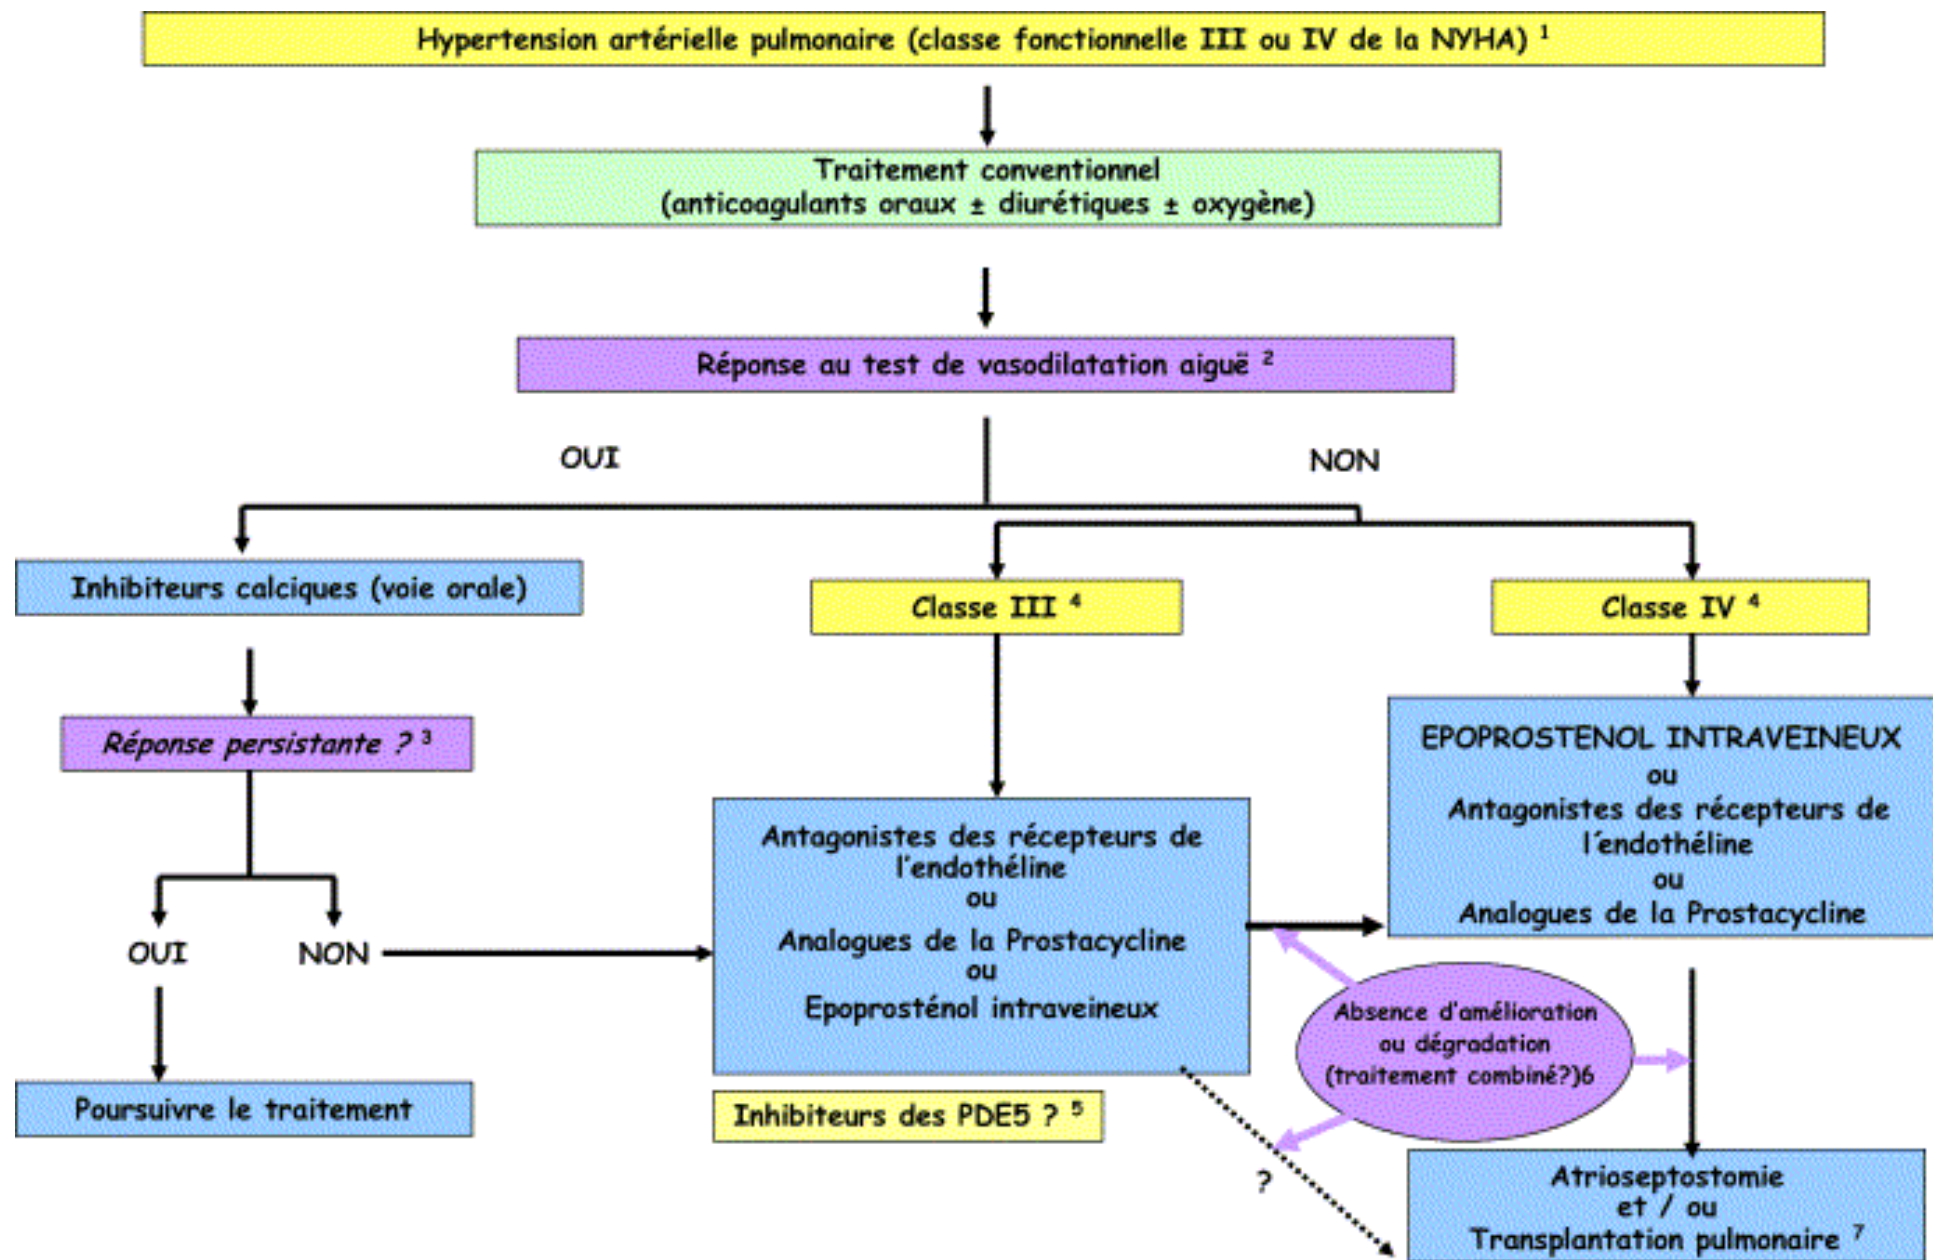 Hypertension artérielle pulmonaire (classe fonctionnelle III ou IV de la NYHA) ¹
Traitement conventionnel
(anticoagulants oraux ± diurétiques ± oxygène)
Réponse au test de vasodilatation aiguë ²
OUI
NON
Inhibiteurs calciques (voie orale)
Classe III ⁴
Classe IV ⁴
Réponse persistante ? ³
OUI
NON
Poursuivre le traitement
Antagonistes des récepteurs de
l'endothéline
ou
Analogues de la Prostacycline
ou
Epoprosténol intraveineux
Inhibiteurs des PDE5 ? ⁵
EPOPROSTENOL INTRAVEINEUX
ou
Antagonistes des récepteurs de
l´endothéline
ou
Analogues de la Prostacycline
Absence d'amélioration
ou dégradation
(traitement combiné?)6
?
Atrioseptostomie
et / ou
Transplantation pulmonaire ⁷